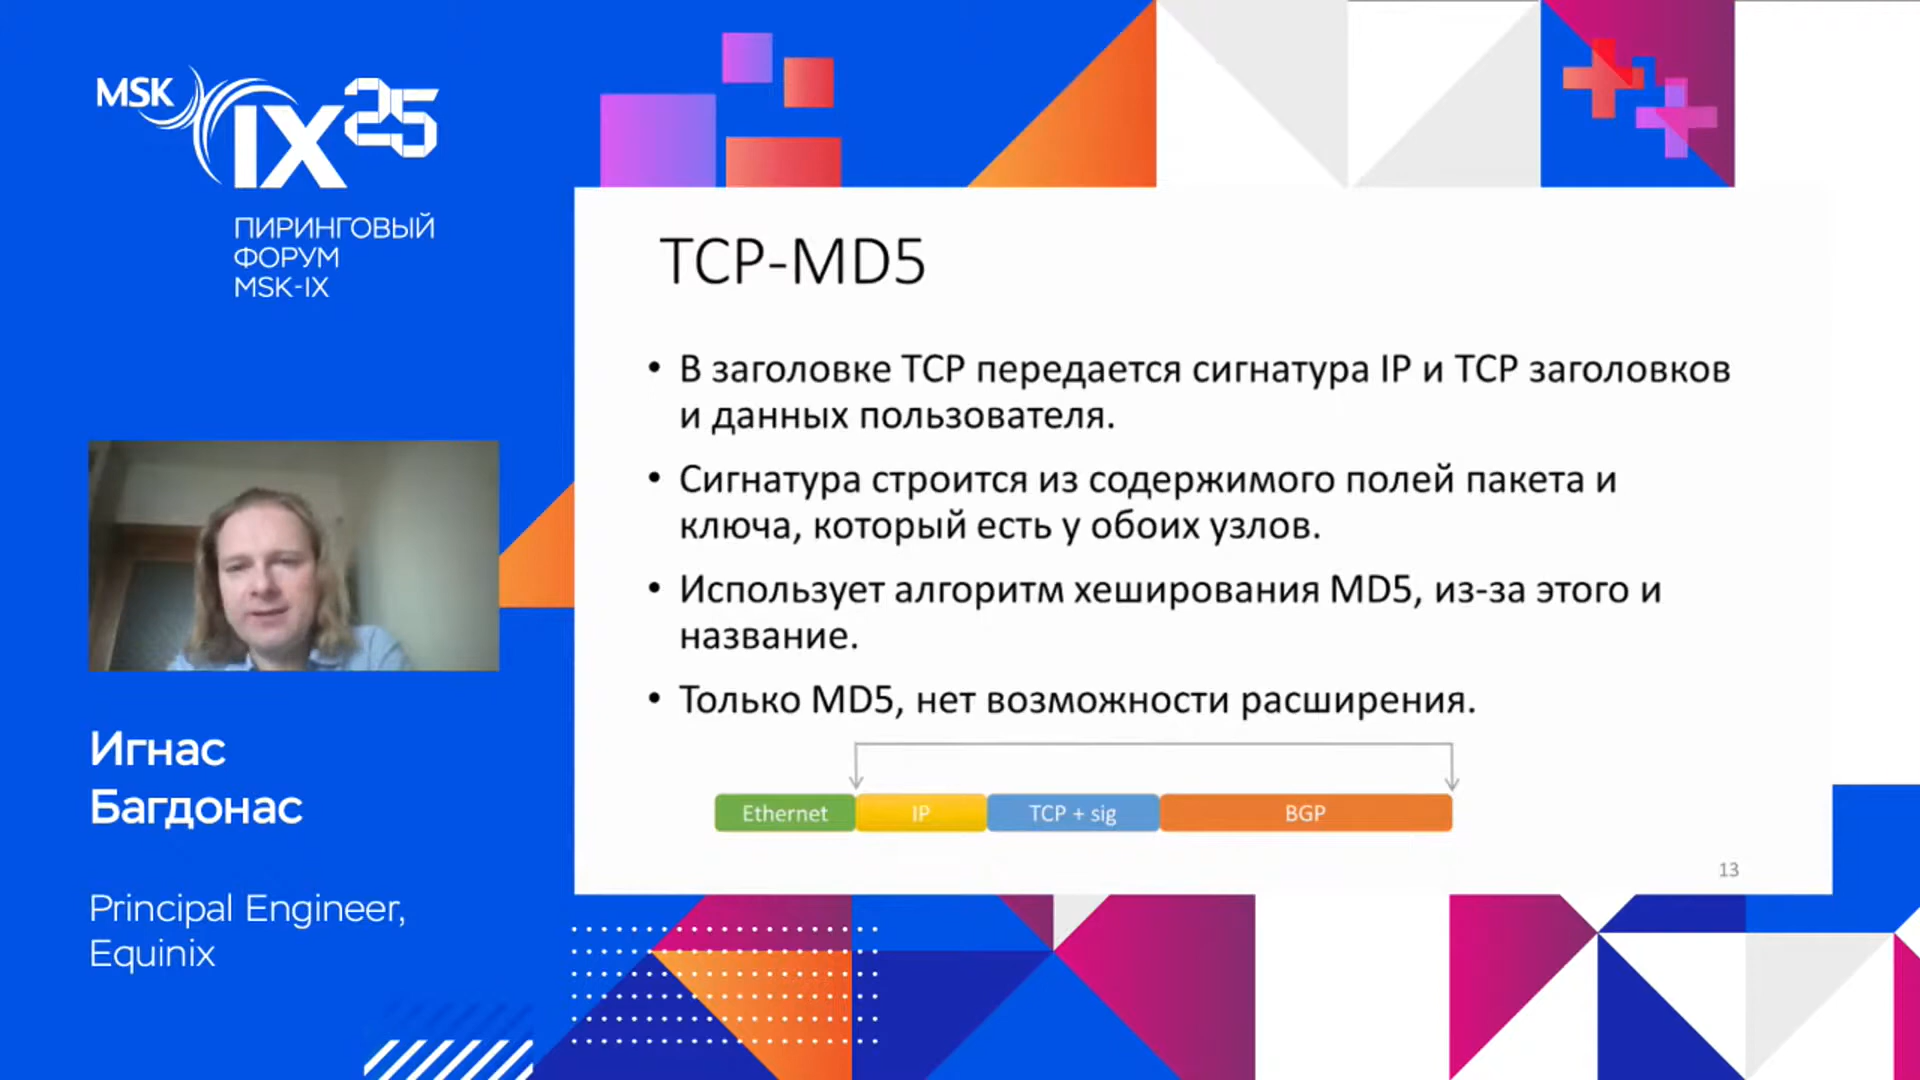 MSK
IX 25
ПИРИНГОВЫЙ
ФОРУМ
MSK-IX
Игнас
Багдонас
Principal Engineer,
Equinix
TCP-MD5
• В заголовке TCP передается сигнатура IP и TCP заголовков
и данных пользователя.
• Сигнатура строится из содержимого полей пакета и
ключа, который есть у обоих узлов.
• Использует алгоритм хеширования MD5, из-за этого и
название.
• Только MD5, нет возможности расширения.
Ethernet IP TCP + sig BGP
13